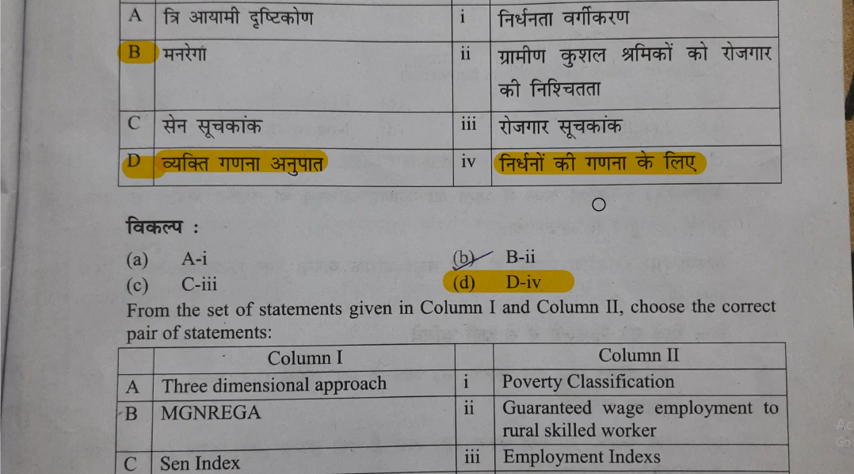 A त्रि आयामी दृष्टिकोण i निर्धनता वर्गीकरण
B मनरेगा ii ग्रामीण कुशल श्रमिकों को रोजगार
की निश्चितता
C सेन सूचकांक iii रोजगार सूचकांक
D व्यक्ति गणना अनुपात iv निर्धनों की गणना के लिए
विकल्प :
(a) A-i (b) B-ii
(c) C-iii (d) D-iv
From the set of statements given in Column I and Column II, choose the correct
pair of statements:
Column I Column II
A Three dimensional approach i Poverty Classification
B MGNREGA ii Guaranteed wage employment to
rural skilled worker
C Sen Index iii Employment Indexs